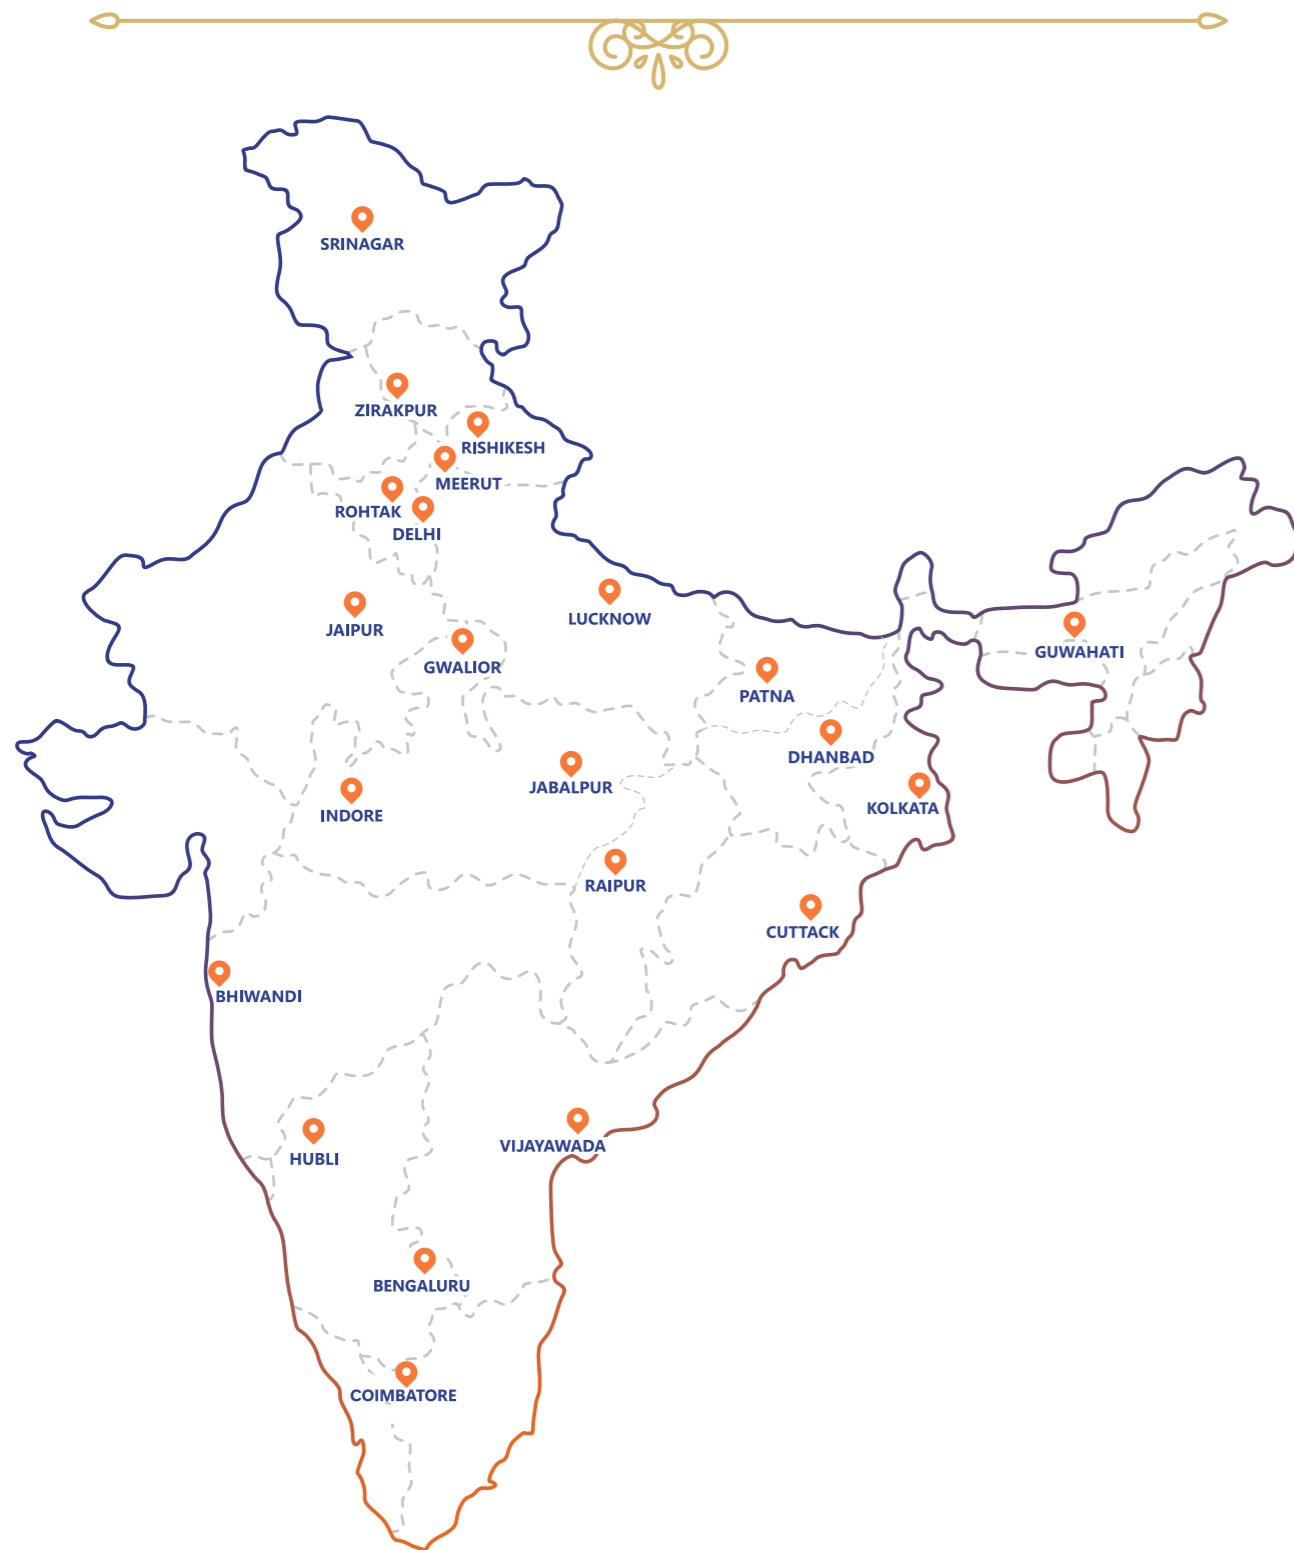 SRINAGAR
ZIRAKPUR
RISHIKESH
MEERUT
ROHTAK
DELHI
LUCKNOW
JAIPUR
GUWAHATI
GWALIOR
PATNA
DHANBAD
JABALPUR
KOLKATA
INDORE
RAIPUR
CUTTACK
BHIWANDI
VIJAYAWADA
HUBLI
BENGALURU
COIMBATORE